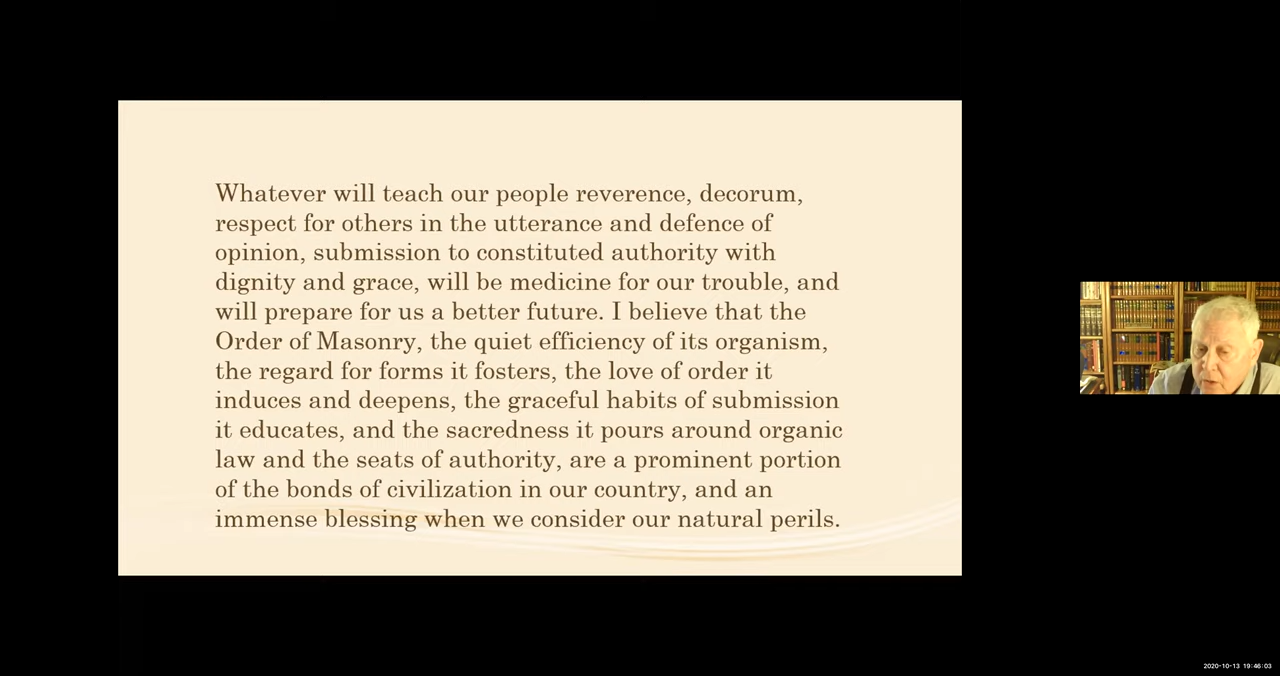 Whatever will teach our people reverence, decorum,
respect for others in the utterance and defence of
opinion, submission to constituted authority with
dignity and grace, will be medicine for our trouble, and
will prepare for us a better future. I believe that the
Order of Masonry, the quiet efficiency of its organism,
the regard for forms it fosters, the love of order it
induces and deepens, the graceful habits of submission
it educates, and the sacredness it pours around organic
law and the seats of authority, are a prominent portion
of the bonds of civilization in our country, and an
immense blessing when we consider our natural perils.
2020-10-13 19:46:03